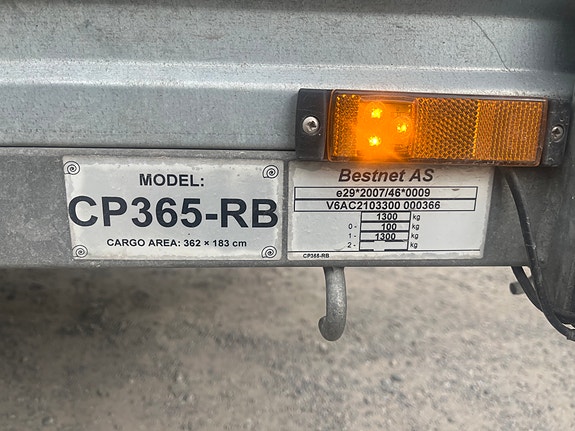 MODEL:
CP365-RB
CARGO AREA: 362 × 183 cm
Bestnet AS
e29*2007/46*0009
V6AC2103300 000366
1300 kg
0- 100 kg
1- 1300 kg
2- kg
CP365-RB